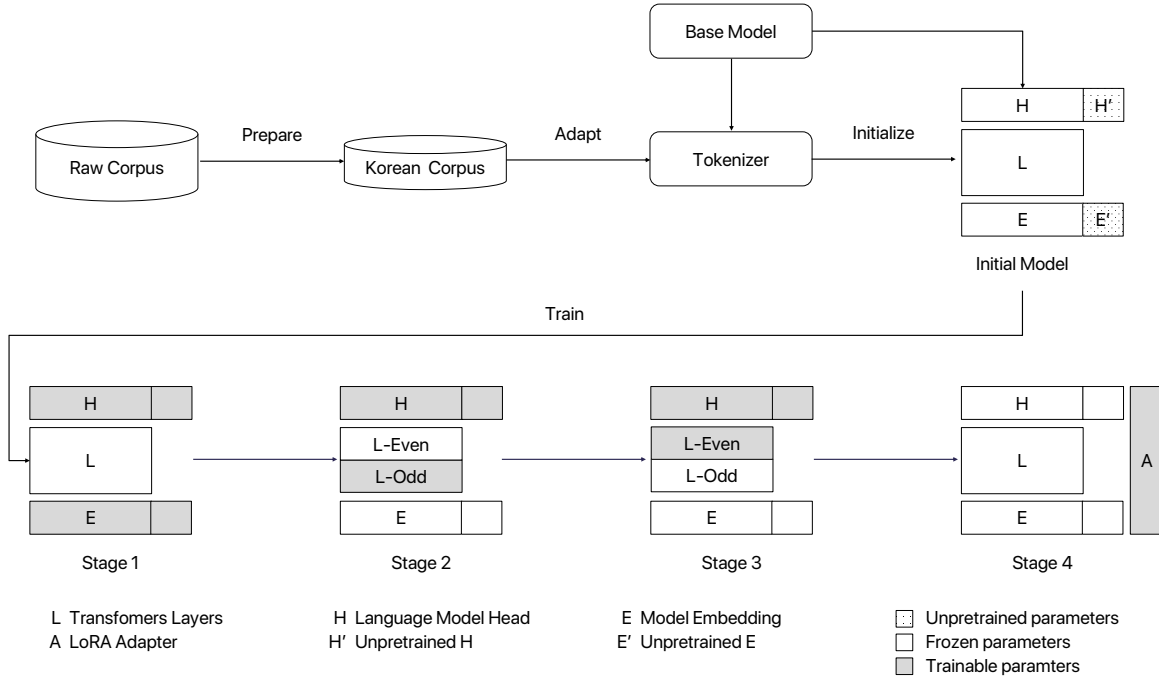 Base Model
H H'
Prepare Adapt Initialize
Raw Corpus Korean Corpus Tokenizer L
E E'
Initial Model
Train
H H H H
L L-Even L-Even L A
L-Odd L-Odd
E E E E
Stage 1 Stage 2 Stage 3 Stage 4
L Transfomers Layers H Language Model Head E Model Embedding Unpretrained parameters
A LoRA Adapter H' Unpretrained H E' Unpretrained E Frozen parameters
Trainable paramters